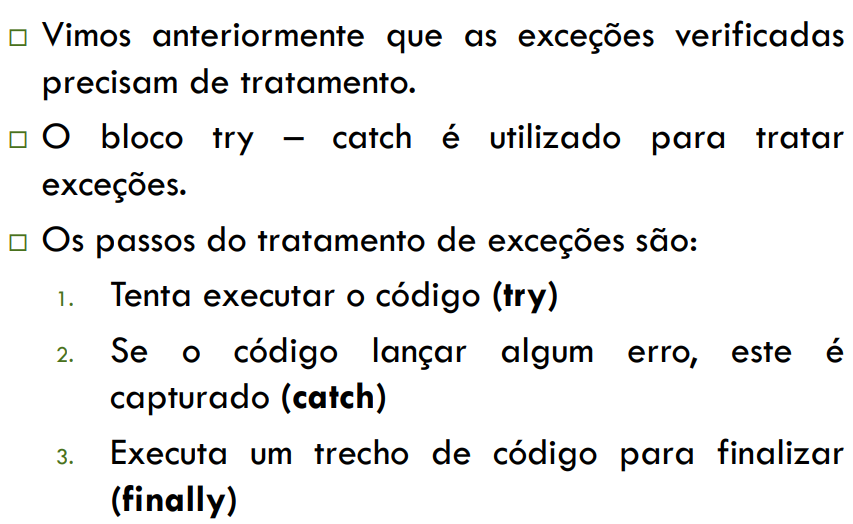 Vimos anteriormente que as exceções verificadas
precisam de tratamento.
O bloco try – catch é utilizado para tratar
exceções.
Os passos do tratamento de exceções são:
1. Tenta executar o código (try)
2. Se o código lançar algum erro, este é
capturado (catch)
3. Executa um trecho de código para finalizar
(finally)